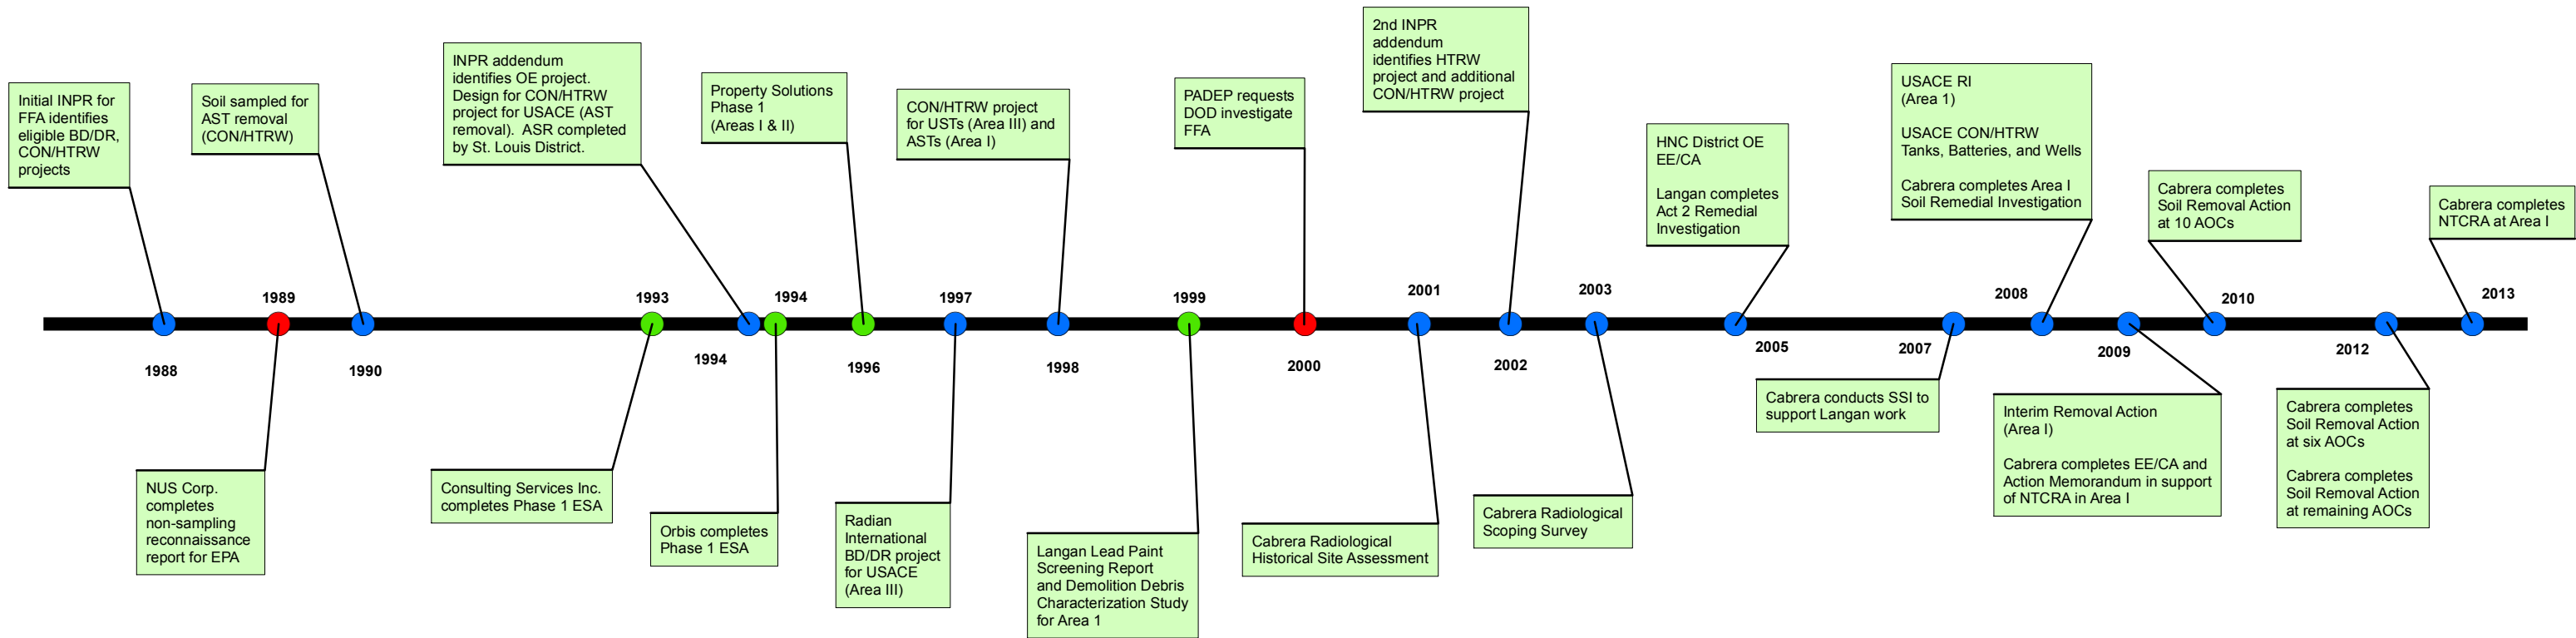 Initial INPR for
FFA identifies
eligible BD/DR,
CON/HTRW
projects
1988
1989
NUS Corp.
completes
non-sampling
reconnaissance
report for EPA
Soil sampled for
AST removal
(CON/HTRW)
1990
1993
Consulting Services Inc.
completes Phase 1 ESA
INPR addendum
identifies OE project.
Design for CON/HTRW
project for USACE (AST
removal).  ASR completed
by St. Louis District.
1994
1994
Orbis completes
Phase 1 ESA
Property Solutions
Phase 1
(Areas I & II)
1996
1997
Radian
International
BD/DR project
for USACE
(Area III)
CON/HTRW project
for USTs (Area III) and
ASTs (Area I)
1998
1999
Langan Lead Paint
Screening Report
and Demolition Debris
Characterization Study
for Area 1
PADEP requests
DOD investigate
FFA
2000
2001
Cabrera Radiological
Historical Site Assessment
2nd INPR
addendum
identifies HTRW
project and additional
CON/HTRW project
2002
2003
Cabrera Radiological
Scoping Survey
HNC District OE
EE/CA
Langan completes
Act 2 Remedial
Investigation
2005
2007
Cabrera conducts SSI to
support Langan work
USACE RI
(Area 1)
USACE CON/HTRW
Tanks, Batteries, and Wells
Cabrera completes Area I
Soil Remedial Investigation
2008
2009
Interim Removal Action
(Area I)
Cabrera completes EE/CA and
Action Memorandum in support
of NTCRA in Area I
Cabrera completes
Soil Removal Action
at 10 AOCs
2010
2012
Cabrera completes
Soil Removal Action
at six AOCs
Cabrera completes
Soil Removal Action
at remaining AOCs
Cabrera completes
NTCRA at Area I
2013